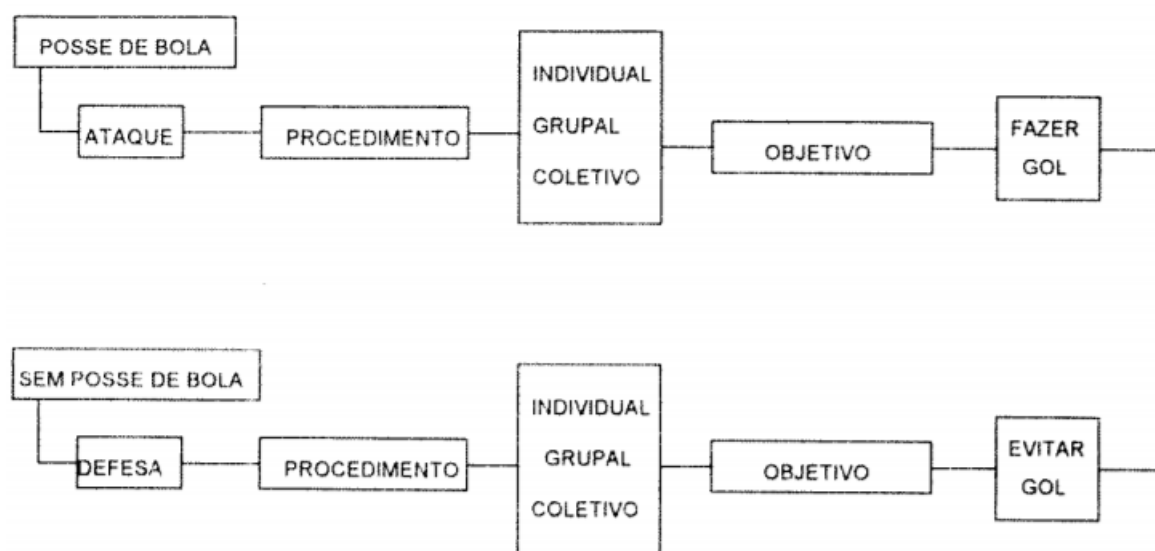 POSSE DE BOLA
ATAQUE
PROCEDIMENTO
INDIVIDUAL
GRUPAL
COLETIVO
OBJETIVO
FAZER
GOL
SEM POSSE DE BOLA
DEFESA
PROCEDIMENTO
INDIVIDUAL
GRUPAL
COLETIVO
OBJETIVO
EVITAR
GOL